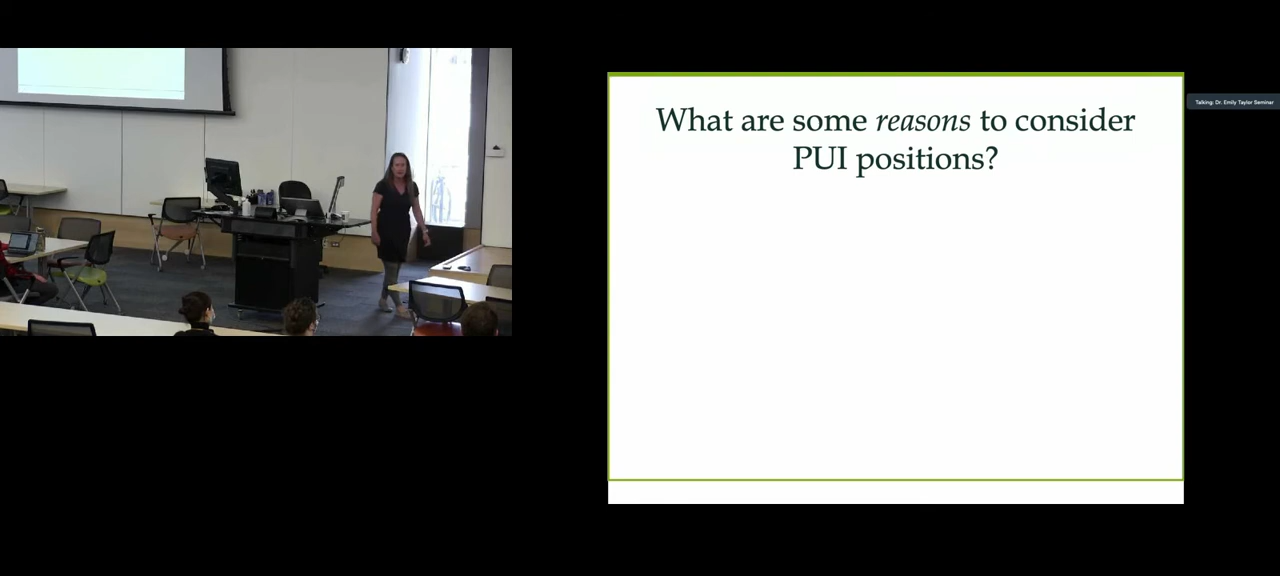 What are some reasons to consider
PUI positions?
Talking: Dr. Emily Taylor Seminar